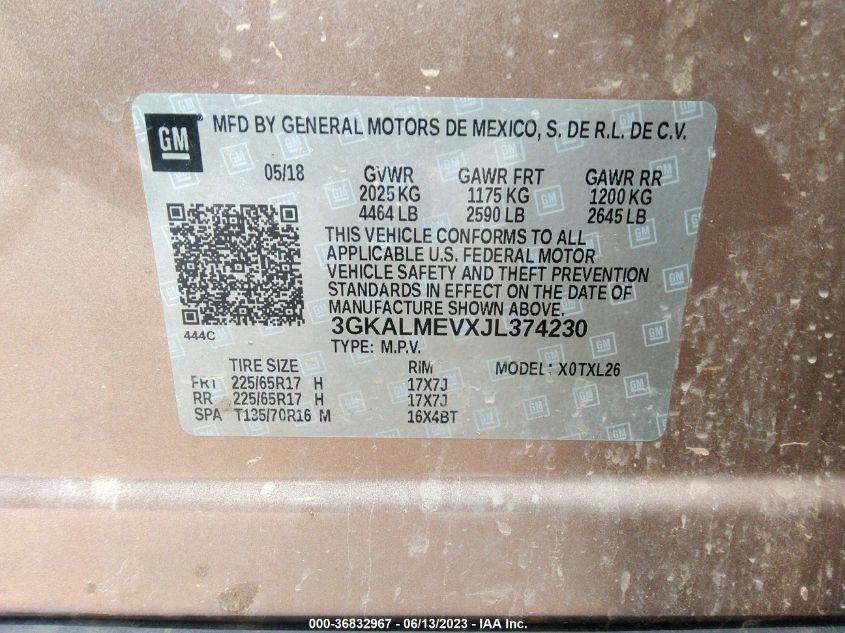 GM ® MFD BY GENERAL MOTORS DE MEXICO, S. DE R.L. DE C.V.
05/18 GVWR GAWR FRT GAWR RR
2025 KG 1175 KG 1200 KG
4464 LB 2590 LB 2645 LB
THIS VEHICLE CONFORMS TO ALL
APPLICABLE U.S. FEDERAL MOTOR
VEHICLE SAFETY AND THEFT PREVENTION
STANDARDS IN EFFECT ON THE DATE OF
MANUFACTURE SHOWN ABOVE.
3GKALMEVXJL374230
444C
TYPE: M.P.V.
TIRE SIZE RIM MODEL: X0TXL26
FRT 225/65R17 H 17X7J
RR 225/65R17 H 17X7J
SPA T135/70R16 M 16X4BT
000-36832967 - 06/13/2023 - IAA Inc.